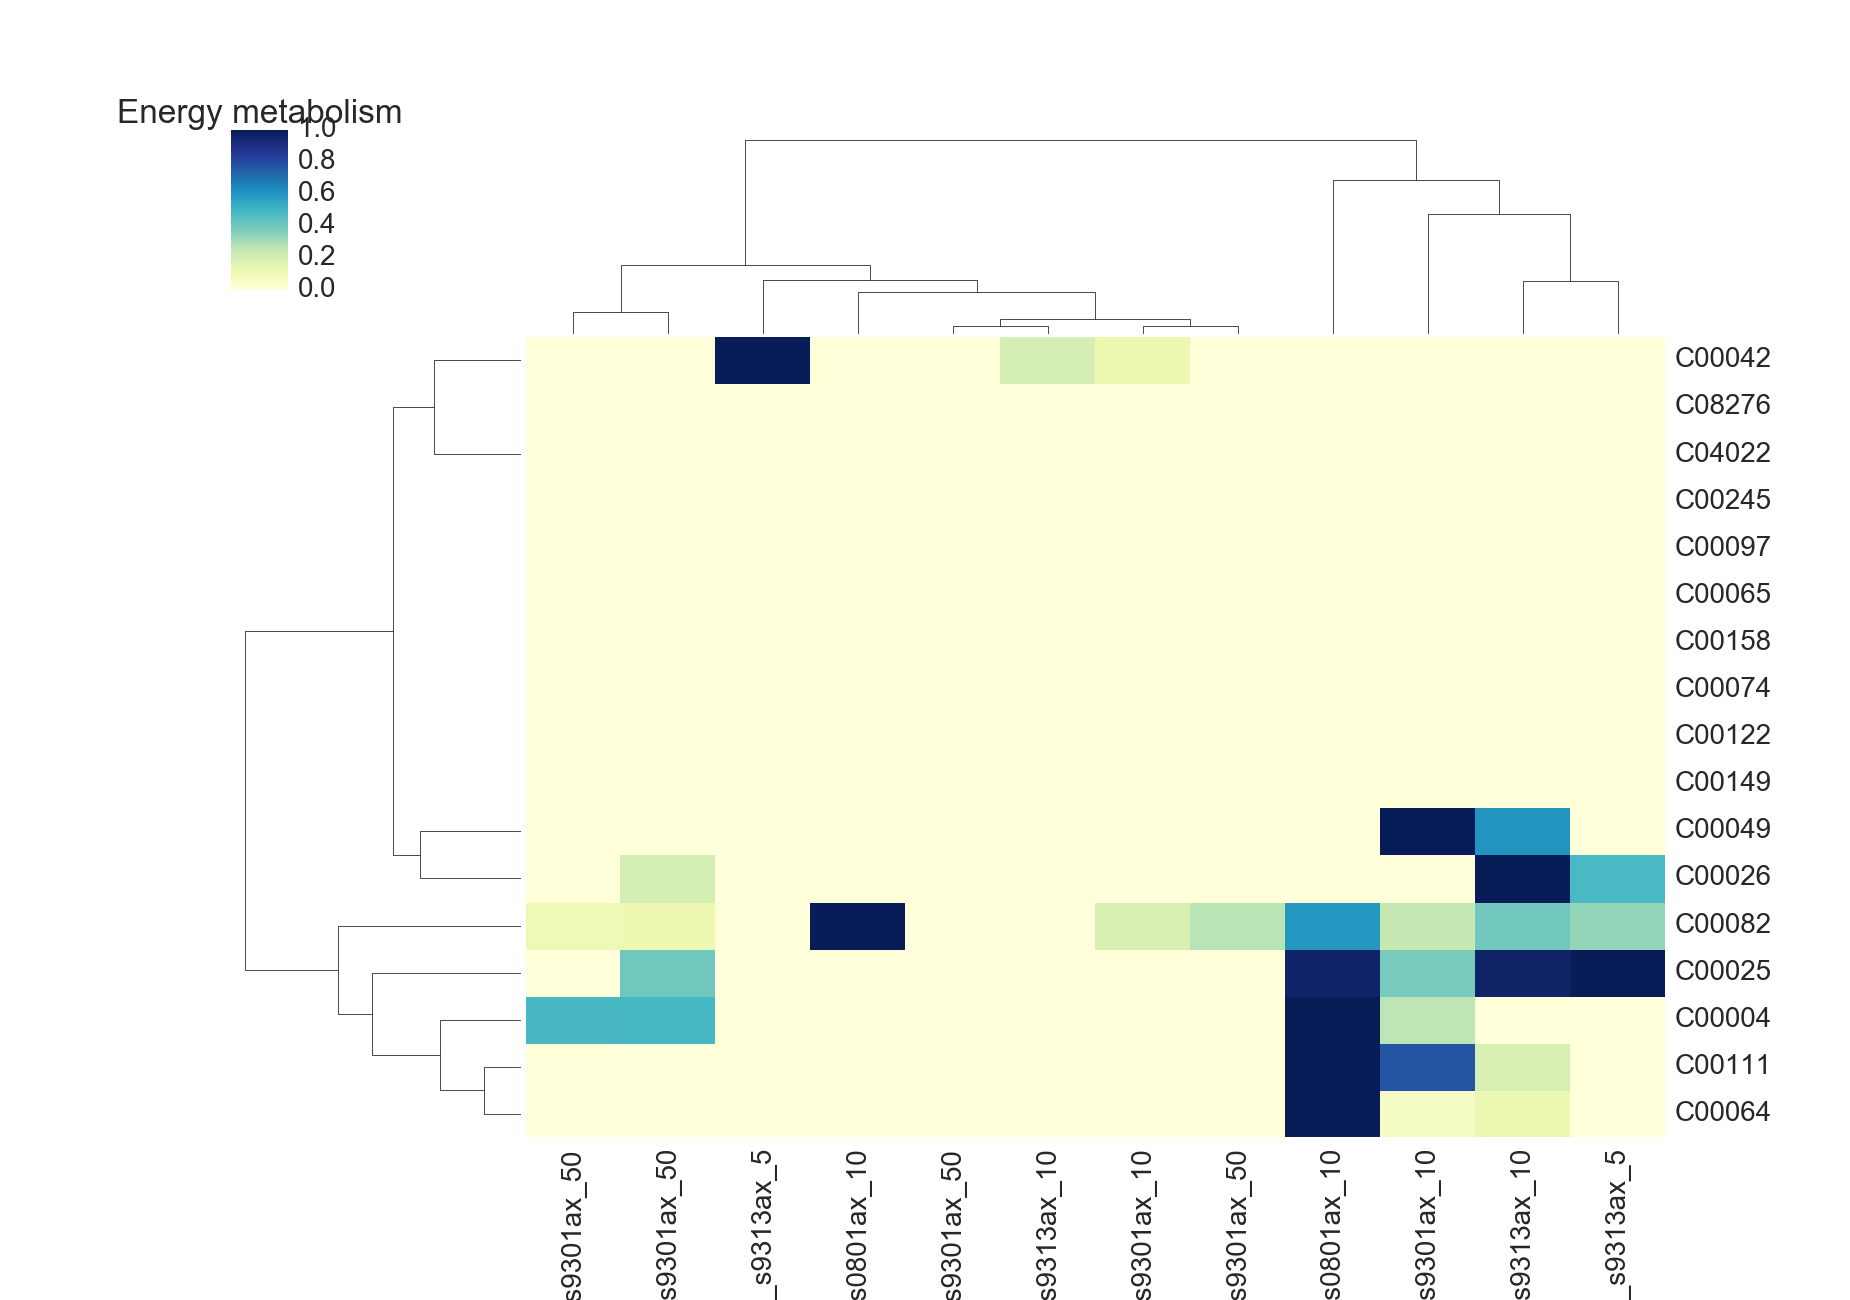 Energy metabolism
1.0
0.8
0.6
0.4
0.2
0.0
C00042
C08276
C04022
C00245
C00097
C00065
C00158
C00074
C00122
C00149
C00049
C00026
C00082
C00025
C00004
C00111
C00064
s9301ax_50
s9301ax_50
_s9313ax_5
s0801ax_10
s9301ax_50
s9313ax_10
s9301ax_10
s9301ax_50
s0801ax_10
s9301ax_10
s9313ax_10
_s9313ax_5